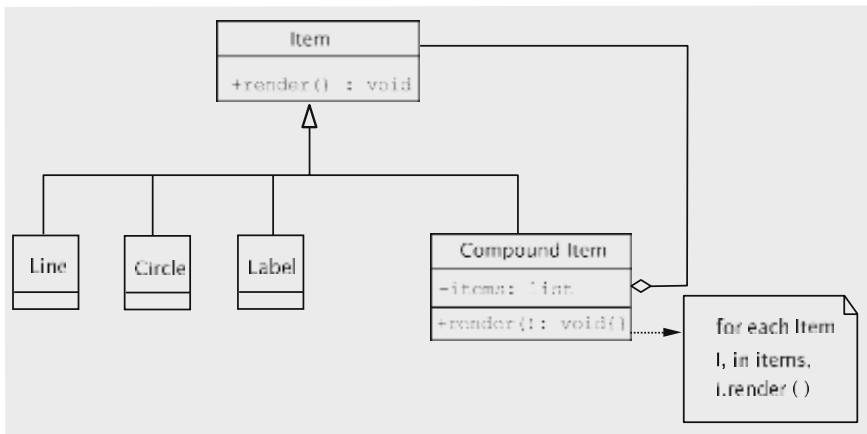 Item
+render() : void
Line
Circle
Label
Compound Item
-items: list
+render(): void()
for each Item
I, in items,
i.render ( )